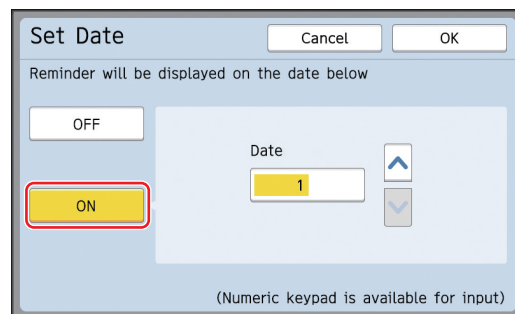 Set Date
Cancel
OK
Reminder will be displayed on the date below
OFF
Date
1
ON
(Numeric keypad is available for input)